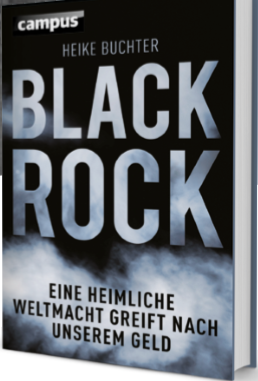 campus
HEIKE BUCHTER
BLACK
ROCK
EINE HEIMLICHE
WELTMACHT GREIFT NACH
UNSEREM GELD